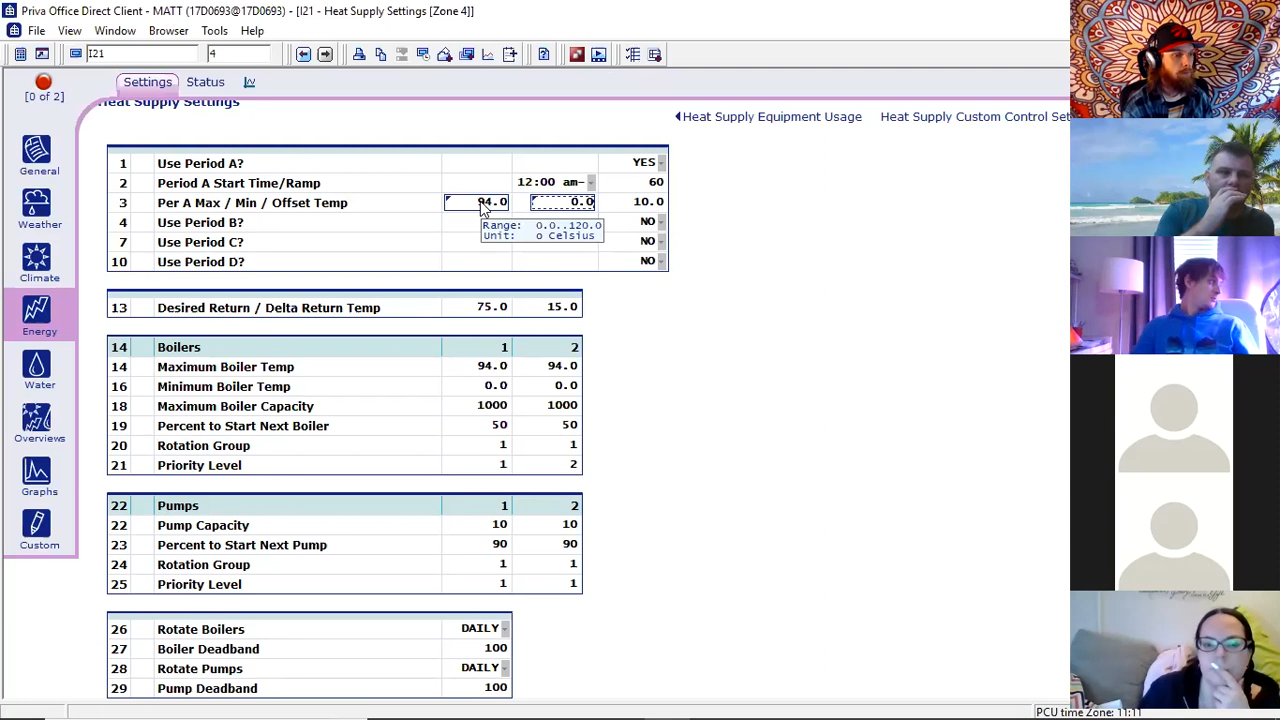 Priva Office Direct Client - MATT (17D0693@17D0693) - [I21 - Heat Supply Settings [Zone 4]]
File View Window Browser Tools Help
I21 4
[0 of 2]
Settings Status
Heat Supply Settings
Heat Supply Equipment Usage Heat Supply Custom Control Set
General
Weather
Climate
Energy
Water
Overviews
Graphs
Custom
1 Use Period A? YES
2 Period A Start Time/Ramp 12:00 am- 60
3 Per A Max / Min / Offset Temp 94.0 0.0 10.0
4 Use Period B? NO
7 Use Period C? NO
10 Use Period D? NO
Range: 0.0..120.0
Unit: o Celsius
13 Desired Return / Delta Return Temp 75.0 15.0
14 Boilers 1 2
14 Maximum Boiler Temp 94.0 94.0
16 Minimum Boiler Temp 0.0 0.0
18 Maximum Boiler Capacity 1000 1000
19 Percent to Start Next Boiler 50 50
20 Rotation Group 1 1
21 Priority Level 1 2
22 Pumps 1 2
22 Pump Capacity 10 10
23 Percent to Start Next Pump 90 90
24 Rotation Group 1 1
25 Priority Level 1 1
26 Rotate Boilers DAILY
27 Boiler Deadband 100
28 Rotate Pumps DAILY
29 Pump Deadband 100
PCU time Zone: 11:11